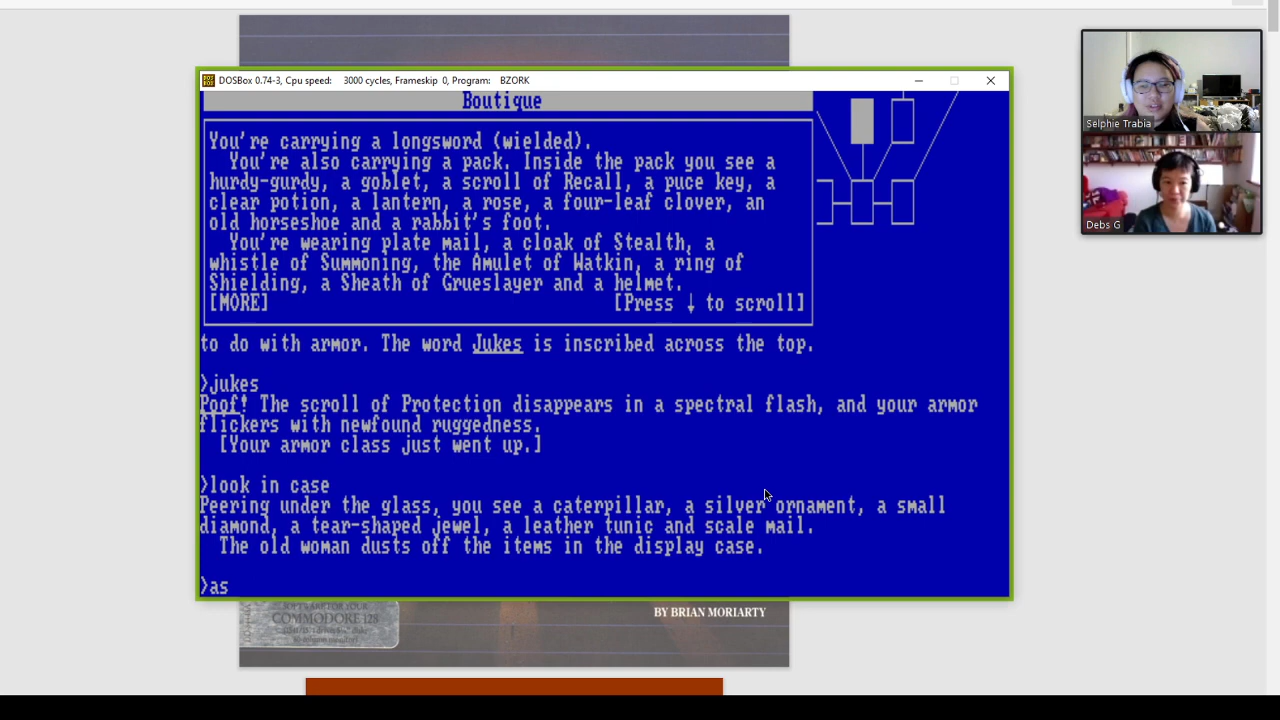 DOSBox 0.74-3, Cpu speed: 3000 cycles, Frameskip 0, Program: BZORK
Boutique
You're carrying a longsword (wielded).
You're also carrying a pack. Inside the pack you see a
hurdy-gurdy, a goblet, a scroll of Recall, a puce key, a
clear potion, a lantern, a rose, a four-leaf clover, an
old horseshoe and a rabbit's foot.
You're wearing plate mail, a cloak of Stealth, a
whistle of Summoning, the Amulet of Watkin, a ring of
Shielding, a Sheath of Grueslayer and a helmet.
[MORE] [Press ↓ to scroll]
to do with armor. The word Jukes is inscribed across the top.
>jukes
Poof! The scroll of Protection disappears in a spectral flash, and your armor
flickers with newfound ruggedness.
[Your armor class just went up.]
>look in case
Peering under the glass, you see a caterpillar, a silver ornament, a small
diamond, a tear-shaped jewel, a leather tunic and scale mail.
The old woman dusts off the items in the display case.
>as
SOFTWARE FOR YOUR
COMMODORE 128
BY BRIAN MORIARTY
Selphie Trabia
Debs G